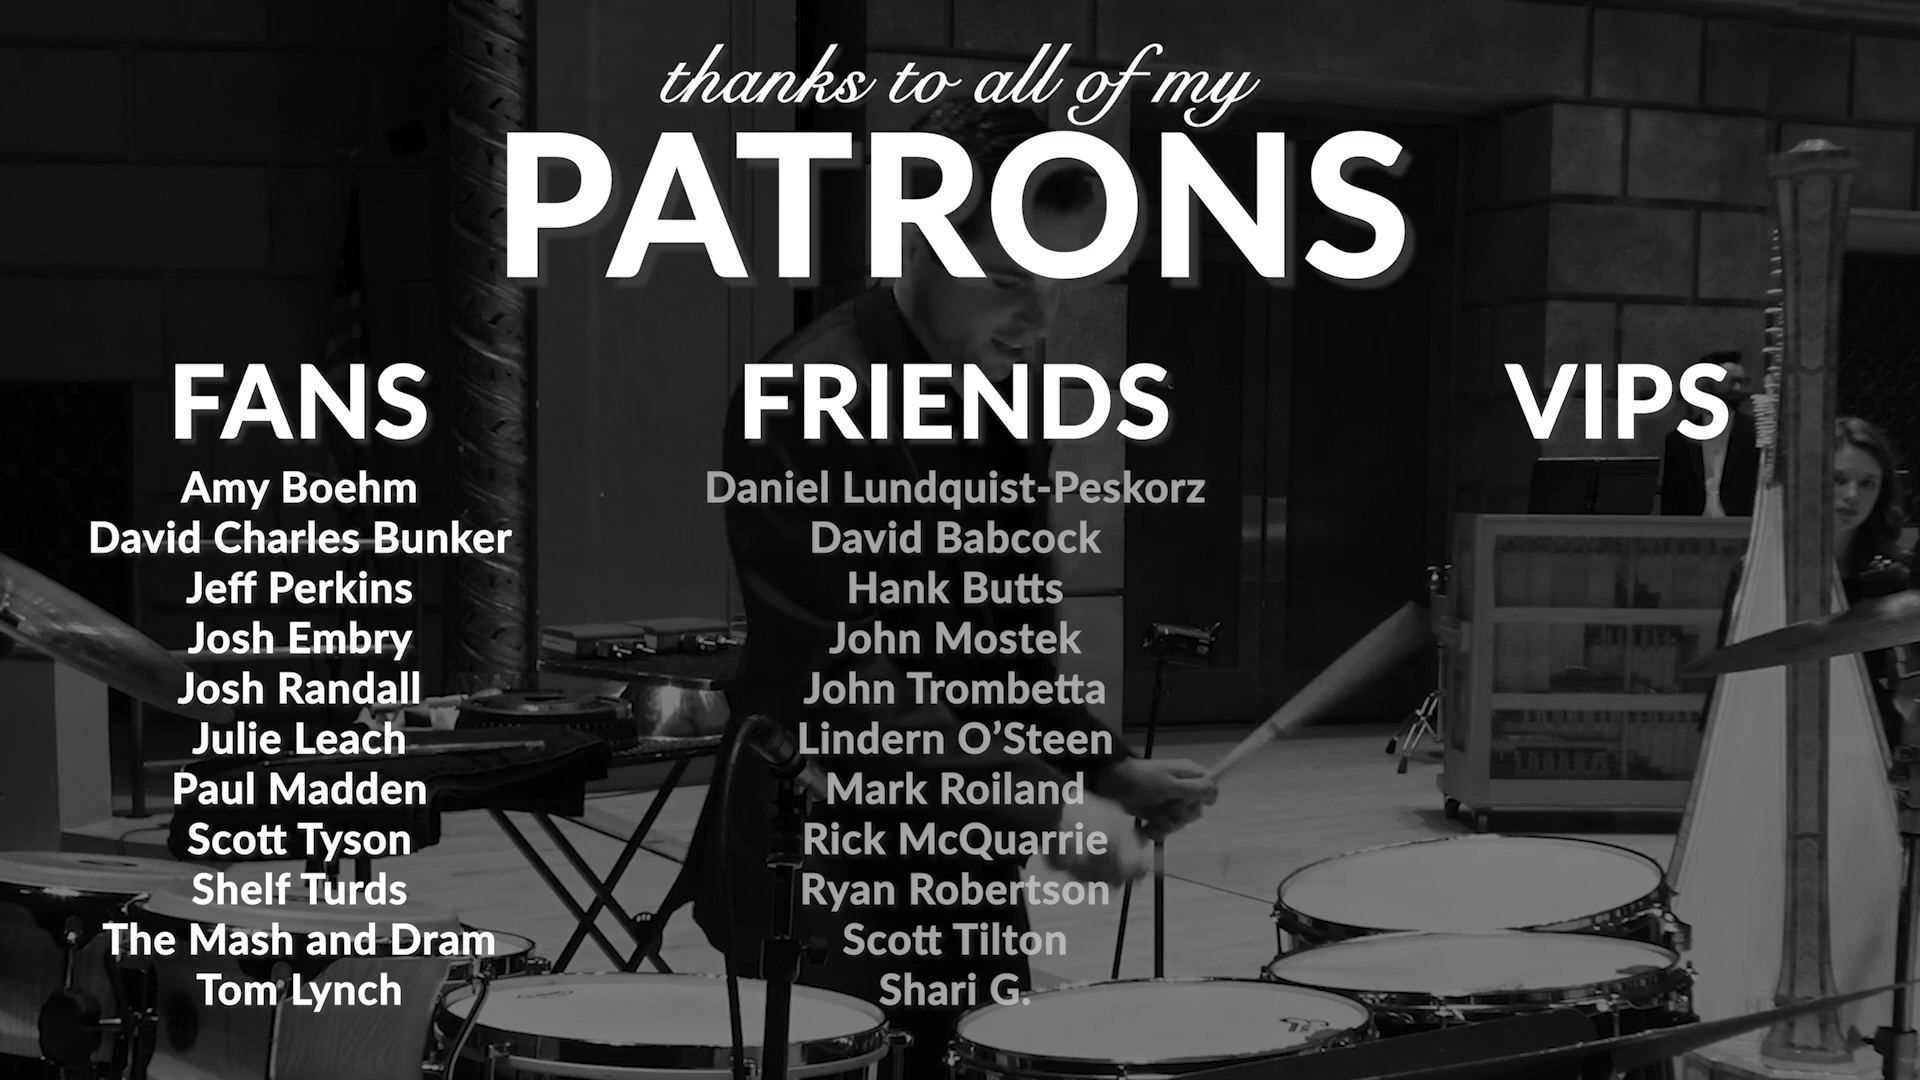 thanks to all of my
PATRONS
FANS
Amy Boehm
David Charles Bunker
Jeff Perkins
Josh Embry
Josh Randall
Julie Leach
Paul Madden
Scott Tyson
Shelf Turds
The Mash and Dram
Tom Lynch
FRIENDS
Daniel Lundquist-Peskorz
David Babcock
Hank Butts
John Mostek
John Trombetta
Lindern O’Steen
Mark Roiland
Rick McQuarrie
Ryan Robertson
Scott Tilton
Shari G.
VIPS